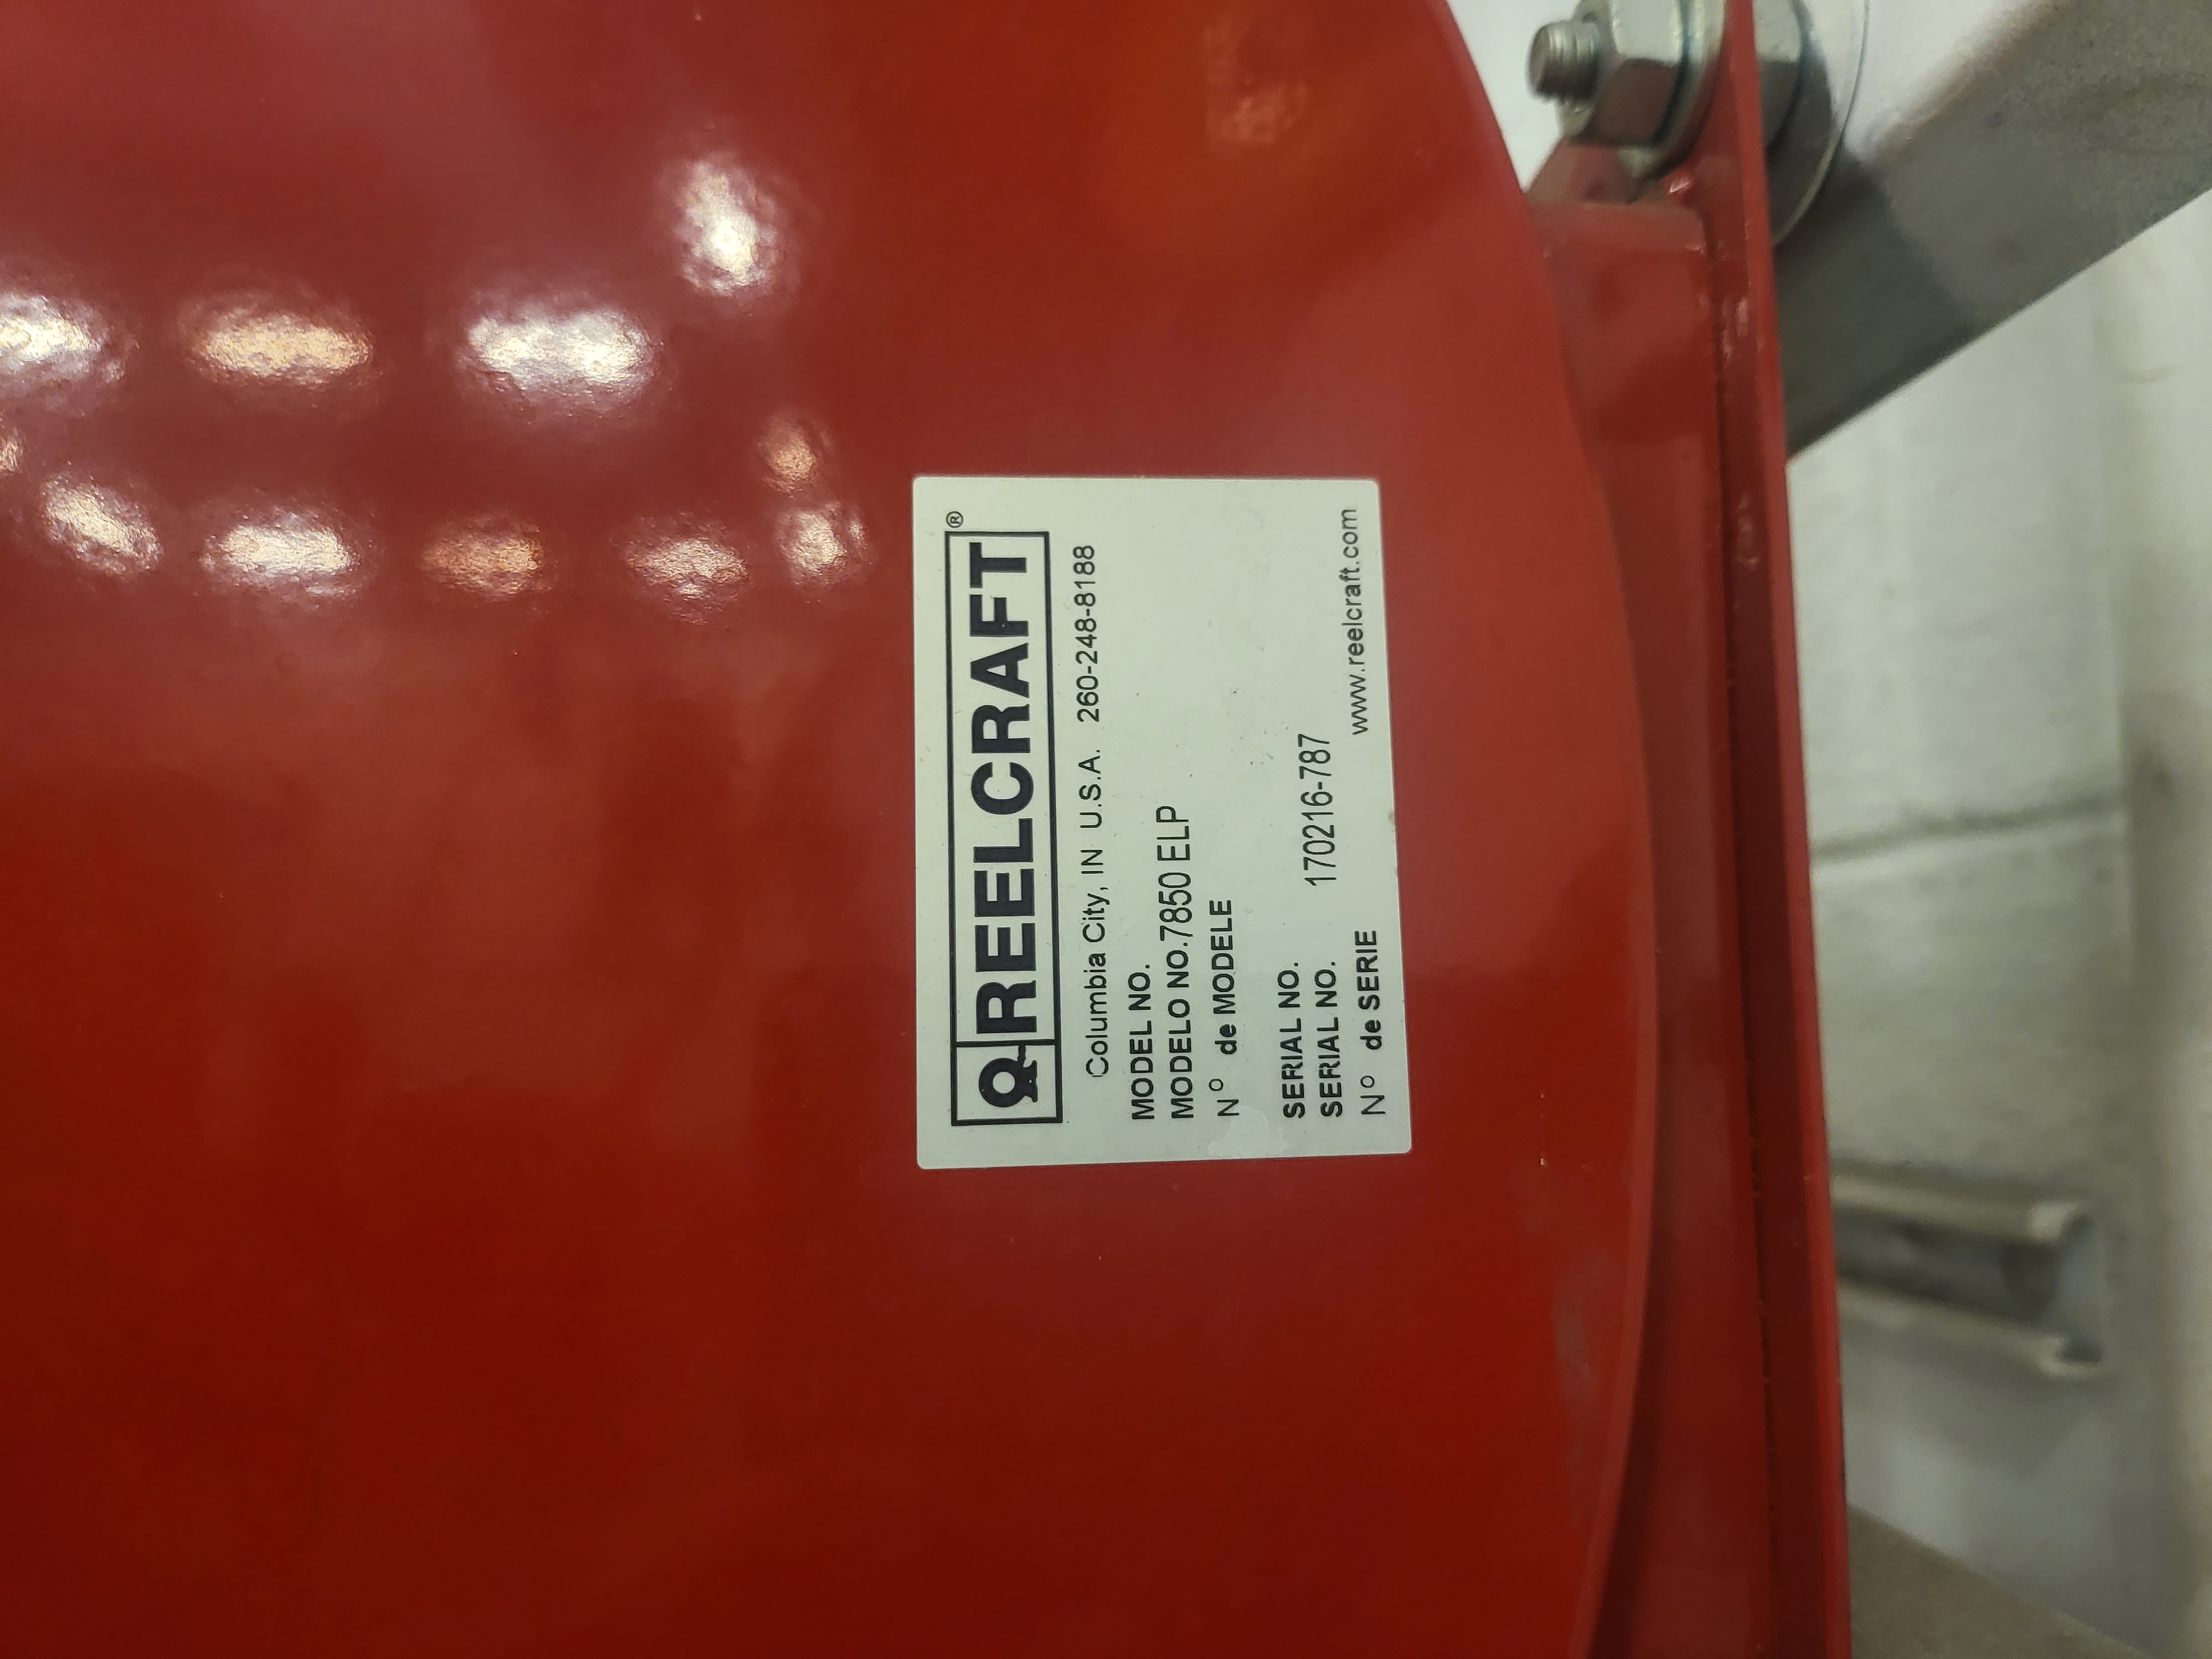 REELCRAFT®
Columbia City, IN U.S.A. 260-248-8188
MODEL NO.
MODELO NO. 7850 ELP
N° de MODELE
SERIAL NO.
SERIAL NO. 170216-787
N° de SERIE
www.reelcraft.com